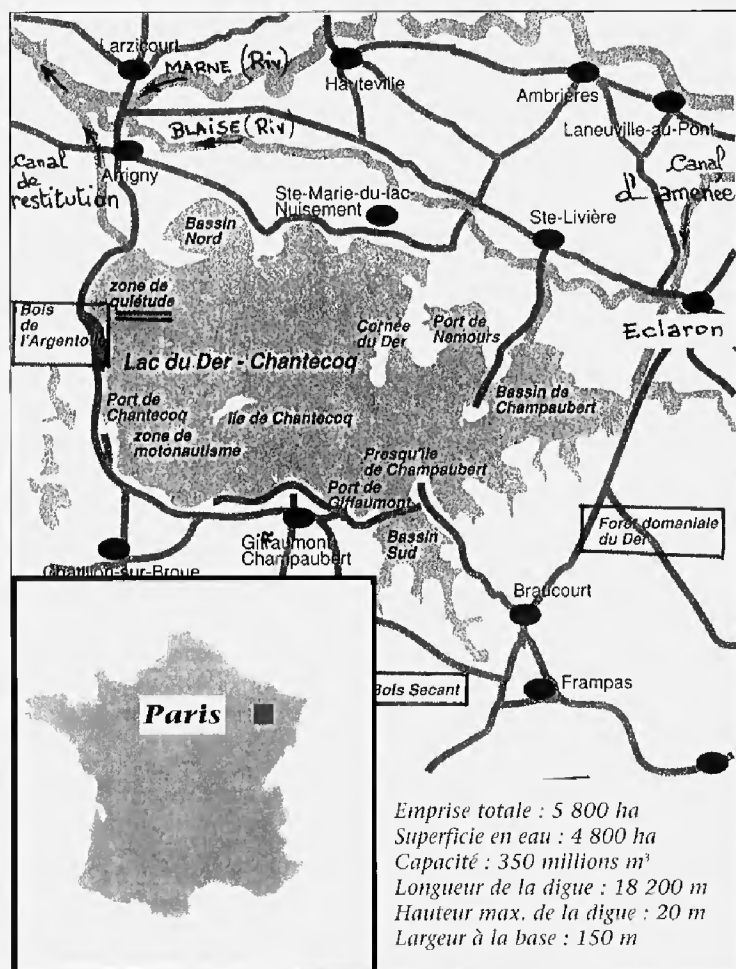 Larzicourt
MARNE (Riv)
Hauteville
Ambrières
Laneuville-au-Pont
BLAISE (Riv)
Canal
de
restitution
Arrigny
Canal
d'amenée
Ste-Marie-du-lac-
Nuisement
Ste-Livière
Bassin
Nord
zone de
quiétude
Bois
de
l'Argentolle
Cornée
du Der
Port de
Nemours
Eclaron
Lac du Der - Chantecoq
Port de
Chantecoq
Ile de Chantecoq
Bassin de
Champaubert
zone de
motonautisme
Presqu'île
de Champaubert
Port de
Giffaumont
Giffaumont
Champaubert
Bassin
Sud
Forêt domaniale
du Der
Chatillon-sur-Broue
Braucourt
Bois Secant
Frampas
Paris
Emprise totale : 5 800 ha
Superficie en eau : 4 800 ha
Capacité : 350 millions m³
Longueur de la digue : 18 200 m
Hauteur max. de la digue : 20 m
Largeur à la base : 150 m